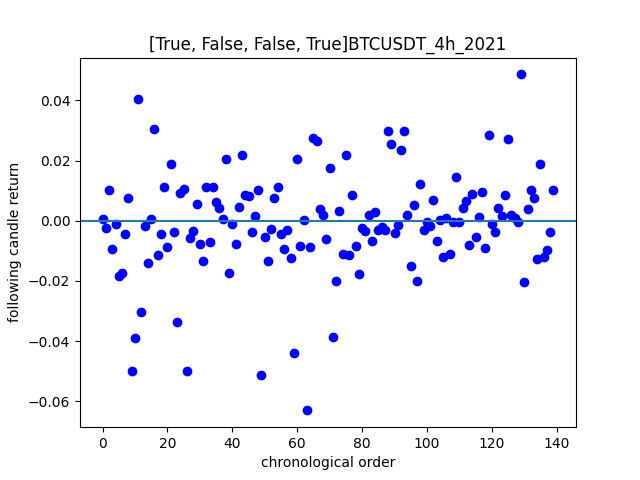 [True, False, False, True]BTCUSDT_4h_2021
following candle return
0.04
0.02
0.00
−0.02
−0.04
−0.06
0 20 40 60 80 100 120 140
chronological order